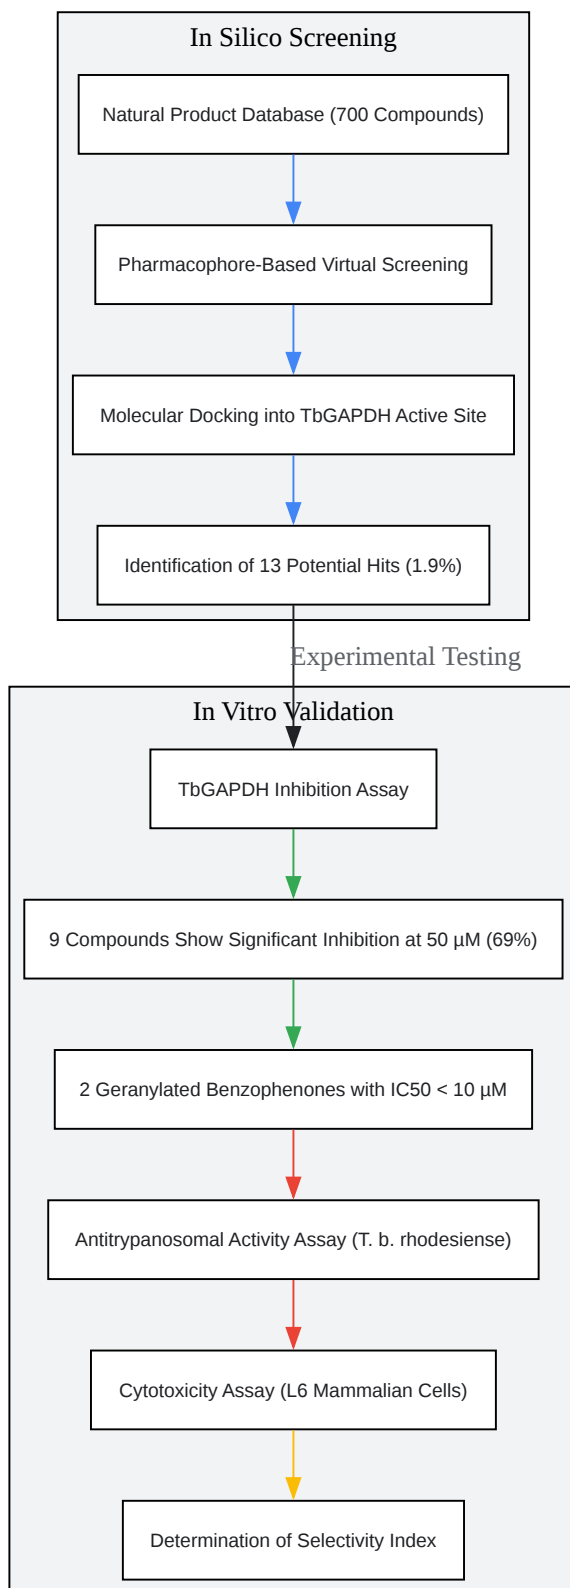 In Silico Screening
Natural Product Database (700 Compounds)
Pharmacophore-Based Virtual Screening
Molecular Docking into TbGAPDH Active Site
Identification of 13 Potential Hits (1.9%)
Experimental Testing
In Vitro Validation
TbGAPDH Inhibition Assay
9 Compounds Show Significant Inhibition at 50 µM (69%)
2 Geranylated Benzophenones with IC50 < 10 µM
Antitrypanosomal Activity Assay (T. b. rhodesiense)
Cytotoxicity Assay (L6 Mammalian Cells)
Determination of Selectivity Index